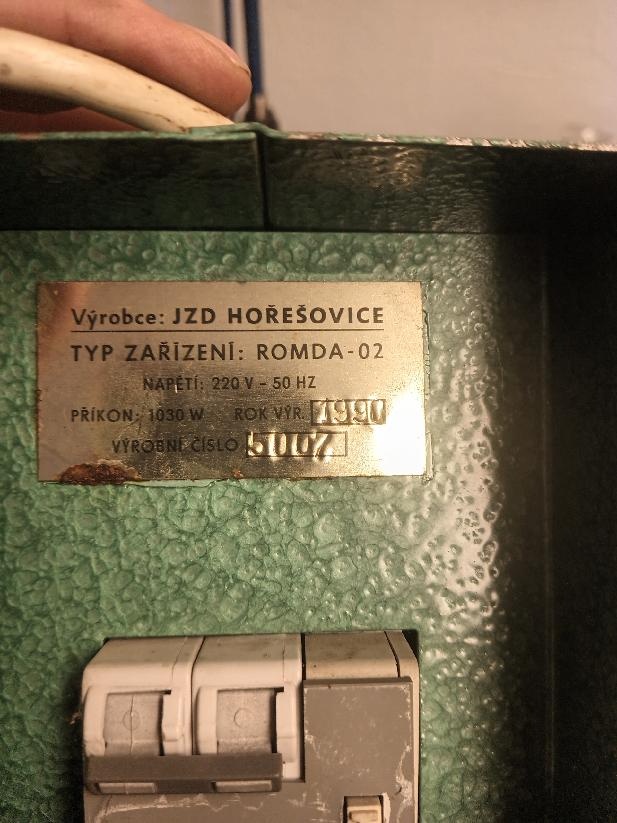 Výrobce: JZD HOŘEŠOVICE
TYP ZAŘÍZENÍ: ROMDA-02
NAPĚTÍ: 220 V - 50 HZ
PŘÍKON: 1030 W ROK VÝR. 1990
VÝROBNÍ ČÍSLO 5007